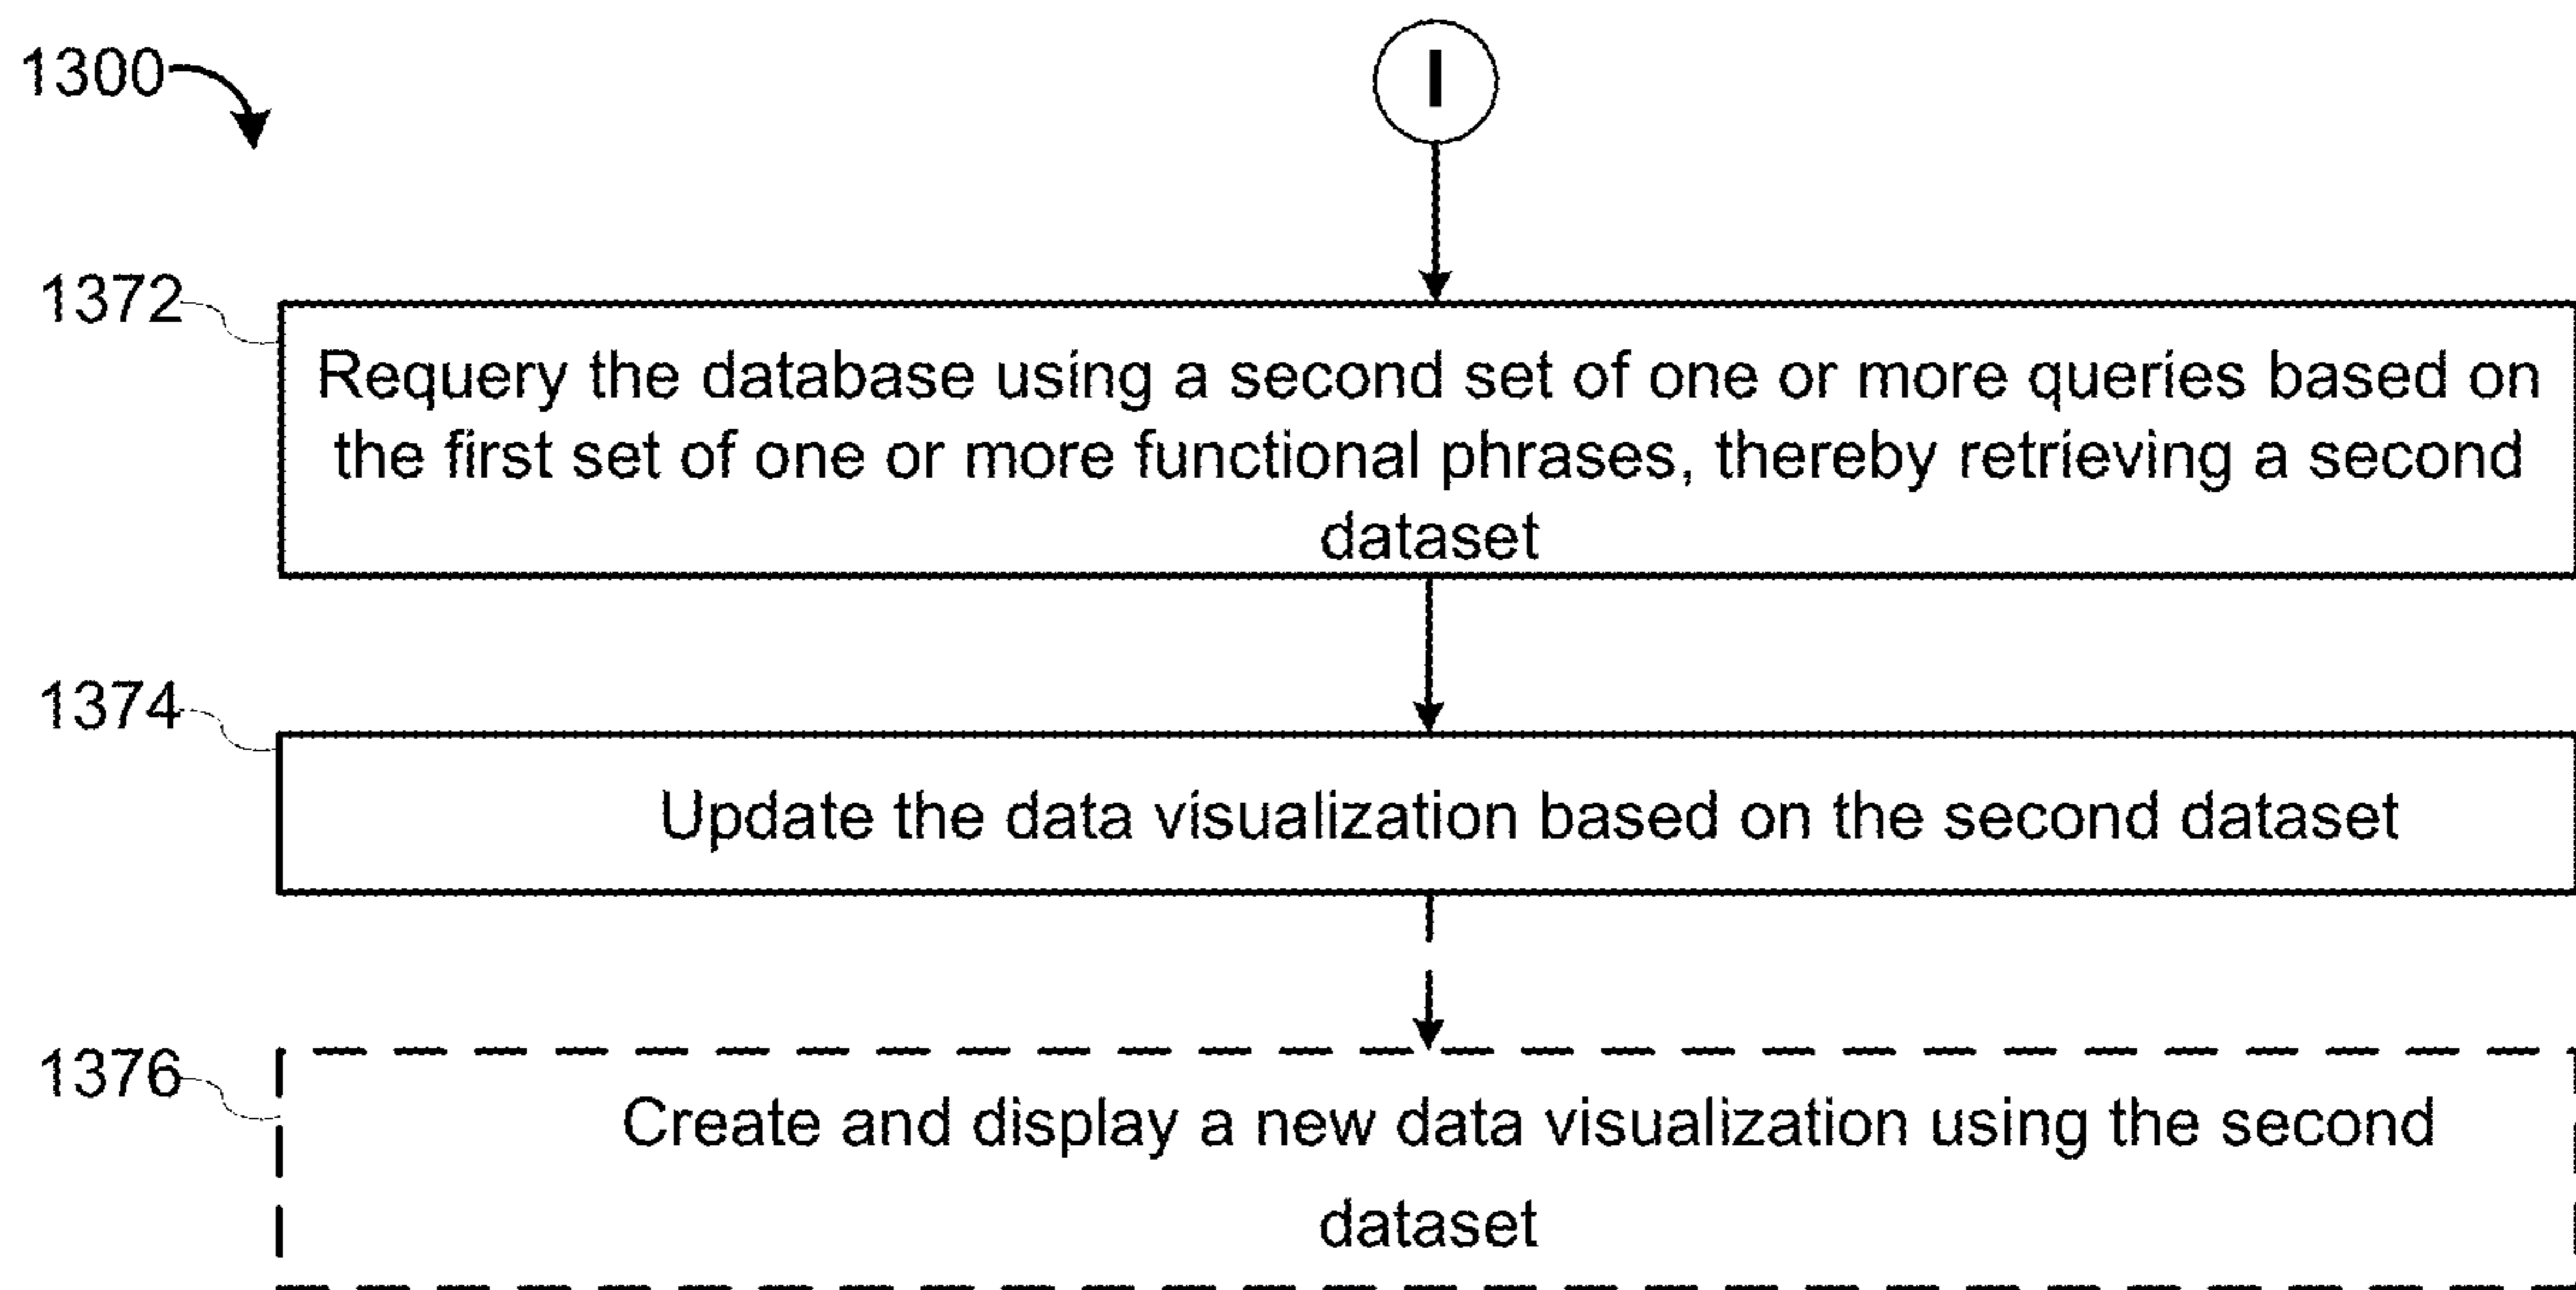 1300
I
1372
Requery the database using a second set of one or more queries based on
the first set of one or more functional phrases, thereby retrieving a second
dataset
1374
Update the data visualization based on the second dataset
1376
Create and display a new data visualization using the second
dataset